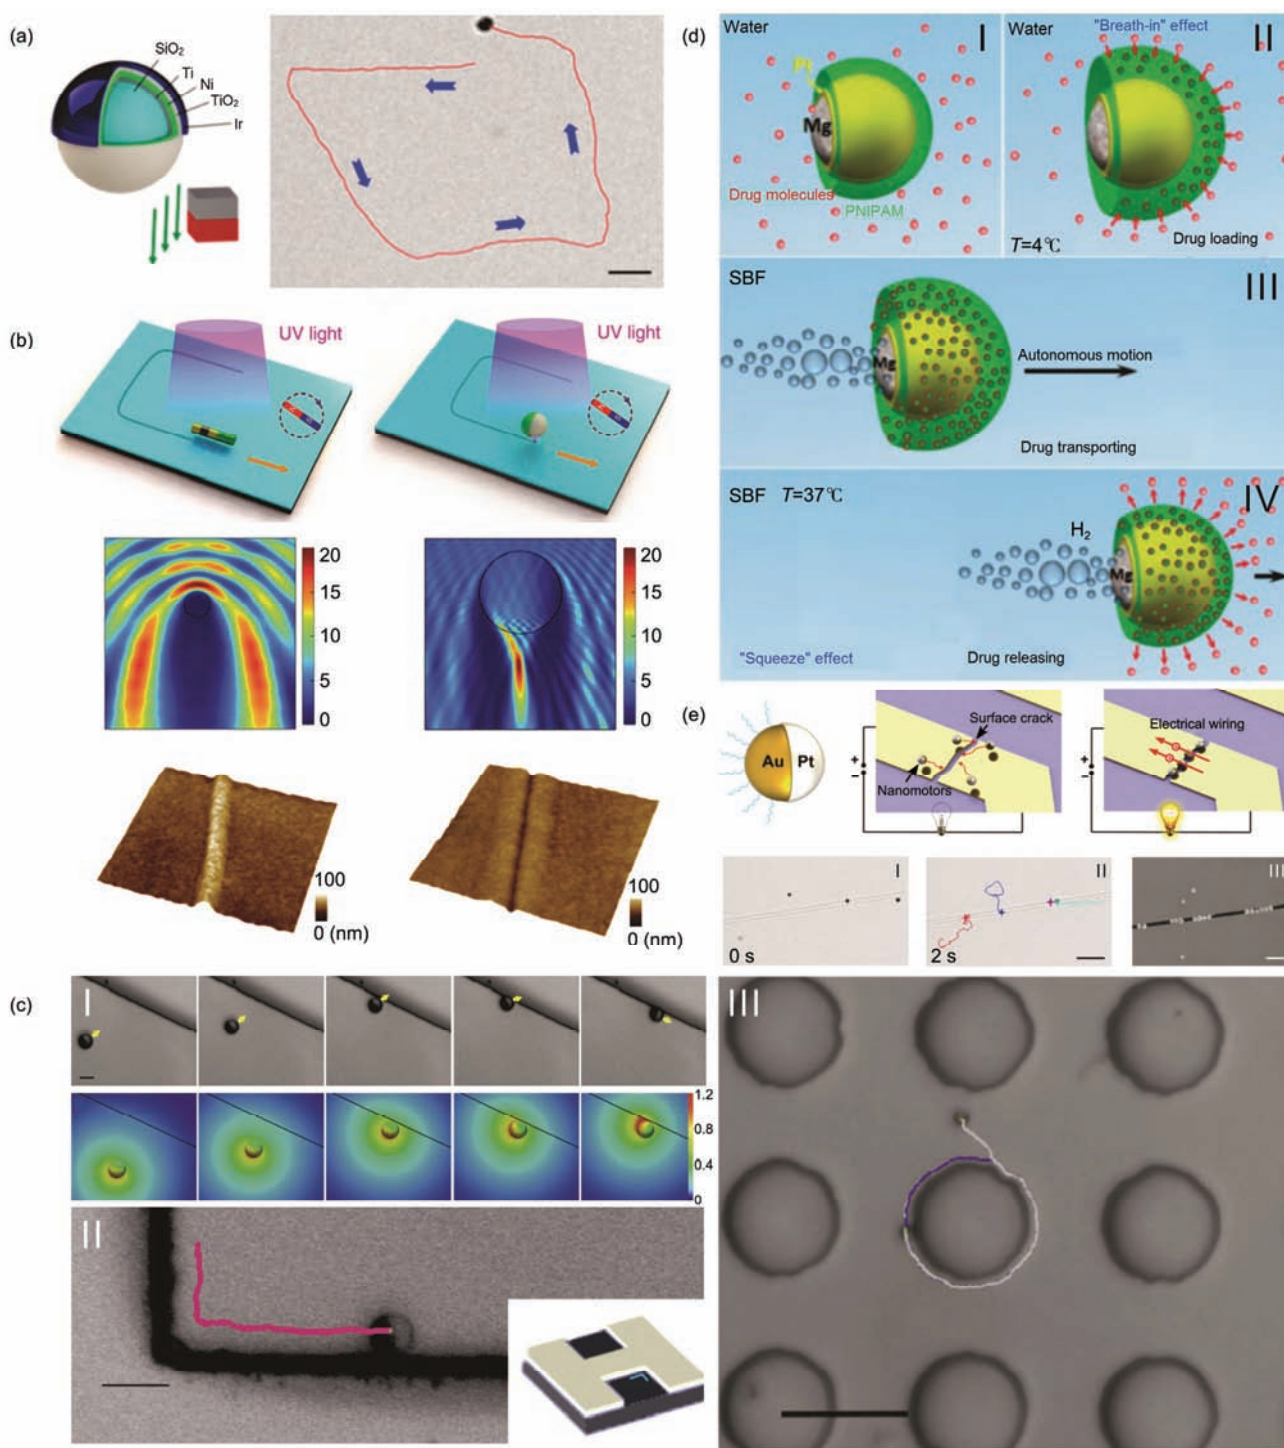 (a)
SiO₂
Ti
Ni
TiO₂
Ir
(b)
UV light
UV light
20
15
10
5
0
20
15
10
5
0
100
0 (nm)
100
0 (nm)
(c)
I
1.2
0.8
0.4
0
II
III
(d)
Water
I
Pt
Mg
Drug molecules
PNIPAM
Water
"Breath-in" effect
II
T=4℃
Drug loading
SBF
III
Mg
Autonomous motion
Drug transporting
SBF T=37℃
IV
H₂
Mg
"Squeeze" effect
Drug releasing
(e)
Au
Pt
Surface crack
+
−
Nanomotors
Electrical wiring
+
−
I
0 s
II
2 s
III